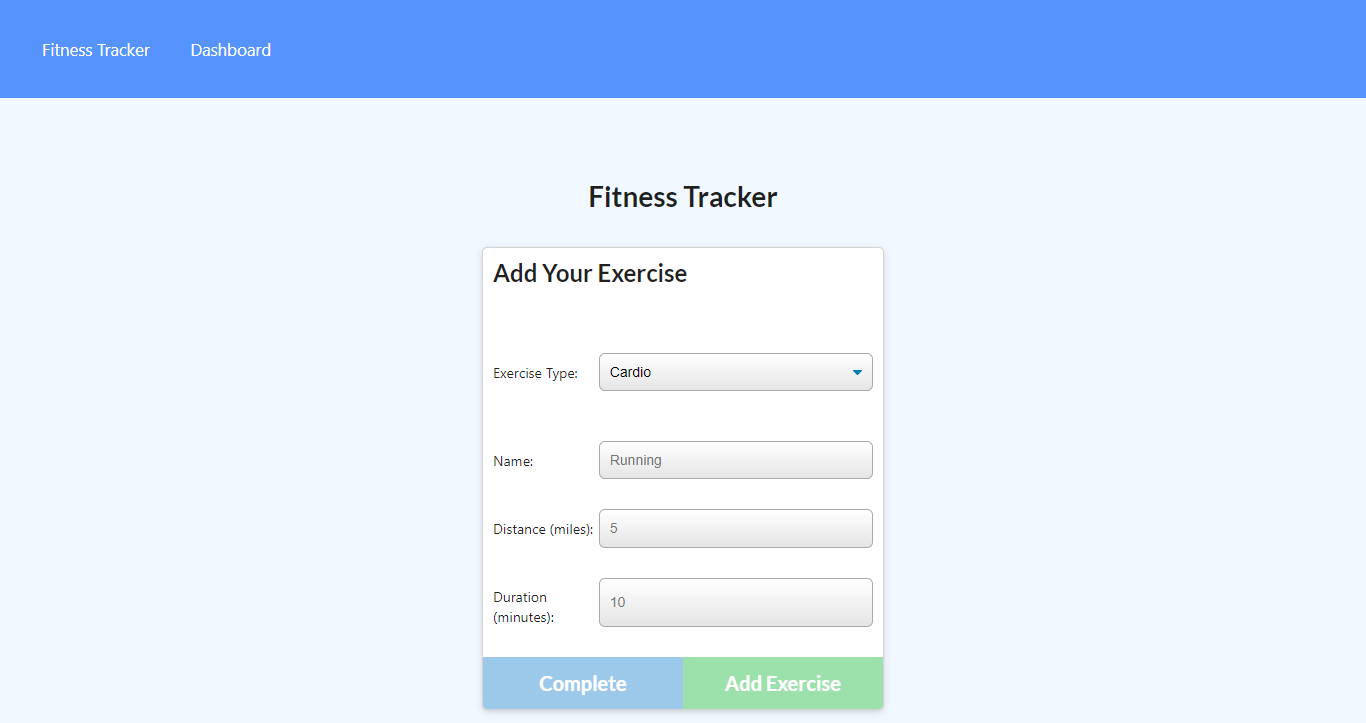 Fitness Tracker Dashboard
Fitness Tracker
Add Your Exercise
Exercise Type: Cardio
Name: Running
Distance (miles): 5
Duration
(minutes): 10
Complete Add Exercise